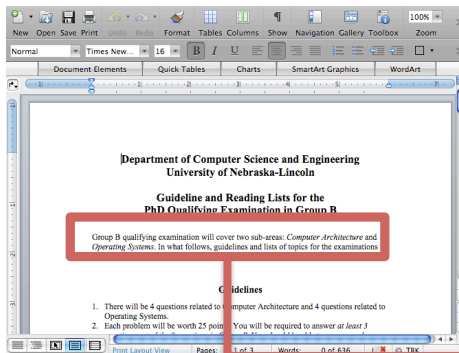 New Open Save Print Undo Redo Format Tables Columns Show Navigation Gallery Toolbox Zoom
100%
Normal Times New... 16 B I U
Document Elements Quick Tables Charts SmartArt Graphics WordArt
Department of Computer Science and Engineering
University of Nebraska-Lincoln
Guideline and Reading Lists for the
PhD Qualifying Examination in Group B
Group B qualifying examination will cover two sub-areas: Computer Architecture and
Operating Systems. In what follows, guidelines and lists of topics for the examinations
Guidelines
1. There will be 4 questions related to Computer Architecture and 4 questions related to
Operating Systems.
2. Each problem will be worth 25 points. You will be required to answer at least 3
Print Layout View Pages: 1 of 3 Words: 0 of 636 TRK